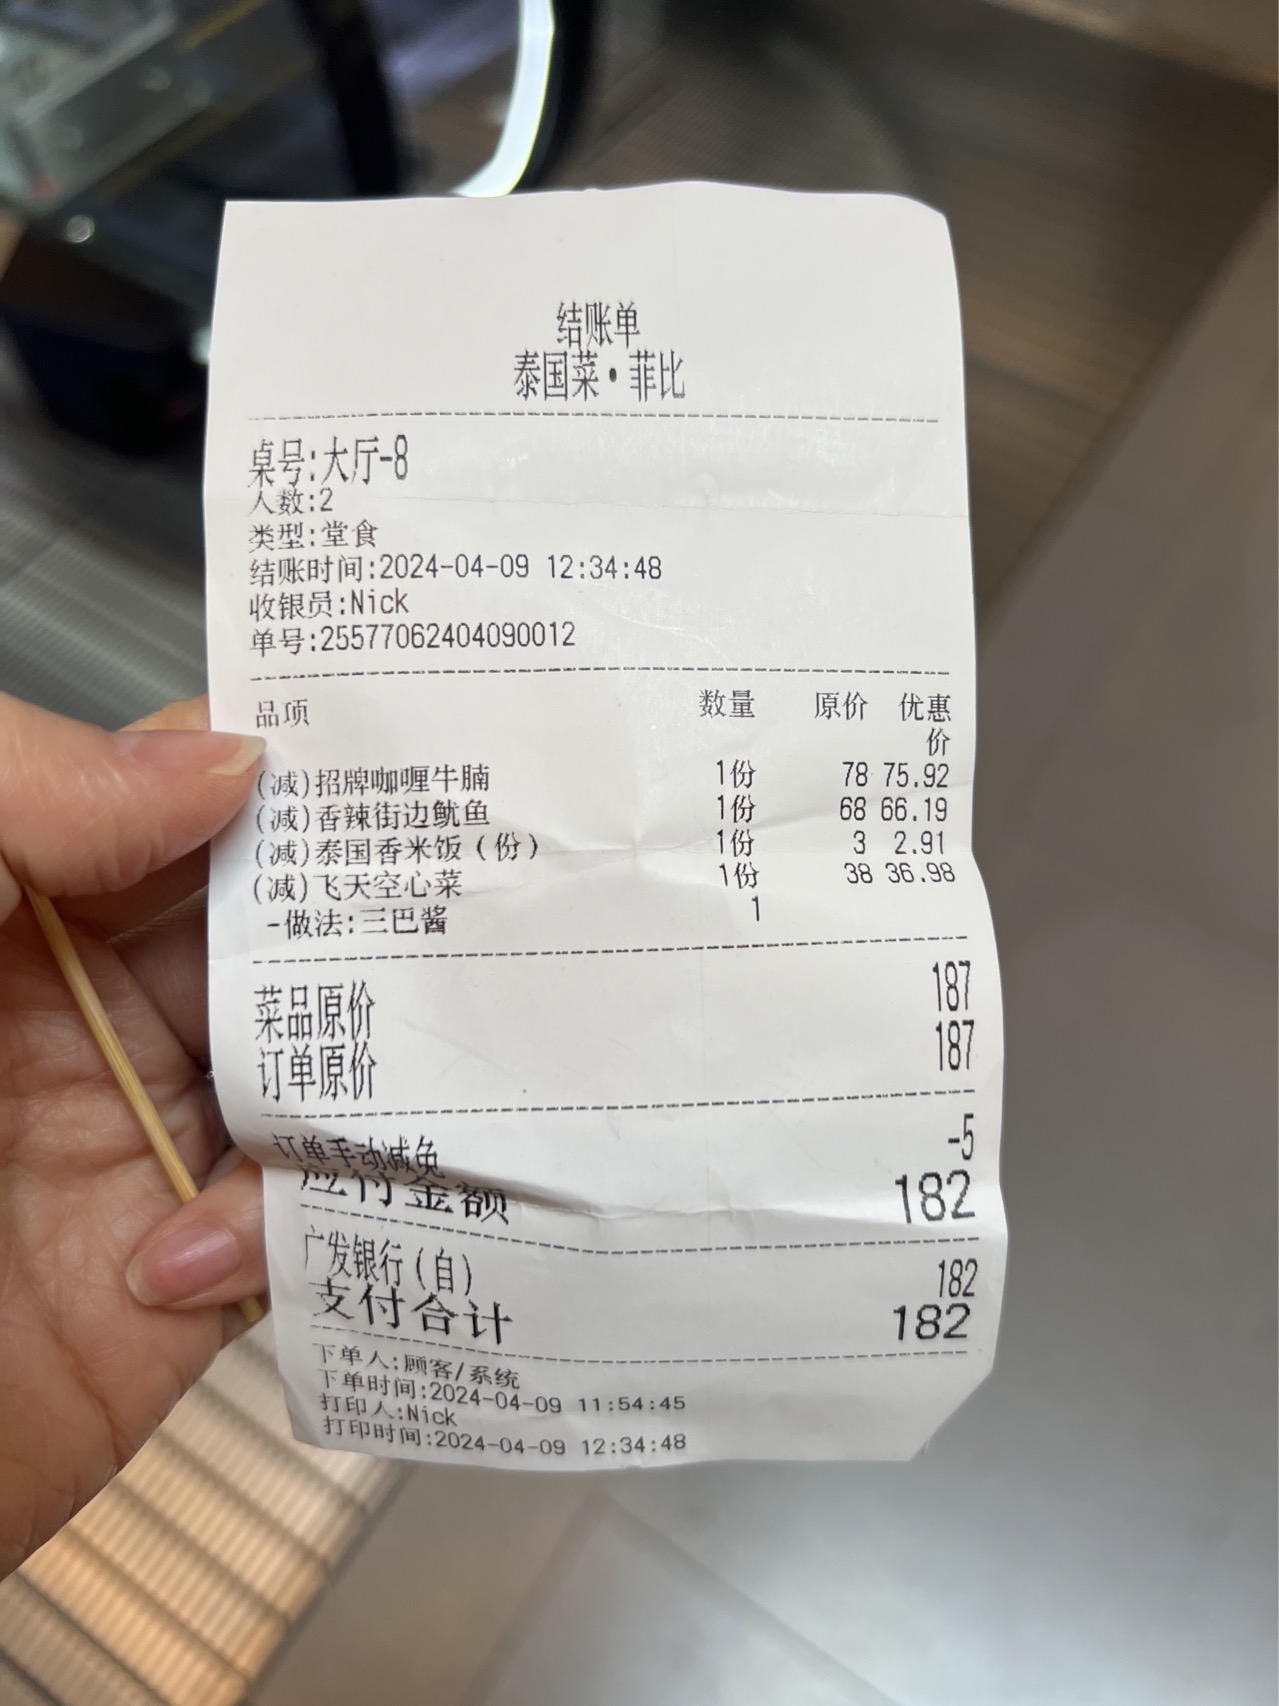 结账单
泰国菜·菲比
桌号:大厅-8
人数:2
类型:堂食
结账时间:2024-04-09 12:34:48
收银员:Nick
单号:25577062404090012
品项 数量 原价 优惠价
(减)招牌咖喱牛腩 1份 78 75.92
(减)香辣街边鱿鱼 1份 68 66.19
(减)泰国香米饭(份) 1份 3 2.91
(减)飞天空心菜 1份 38 36.98
-做法:三巴酱 1
菜品原价 187
订单原价 187
订单手动减免 -5
应付金额 182
广发银行(自) 182
支付合计 182
下单人:顾客/系统
下单时间:2024-04-09 11:54:45
打印人:Nick
打印时间:2024-04-09 12:34:48